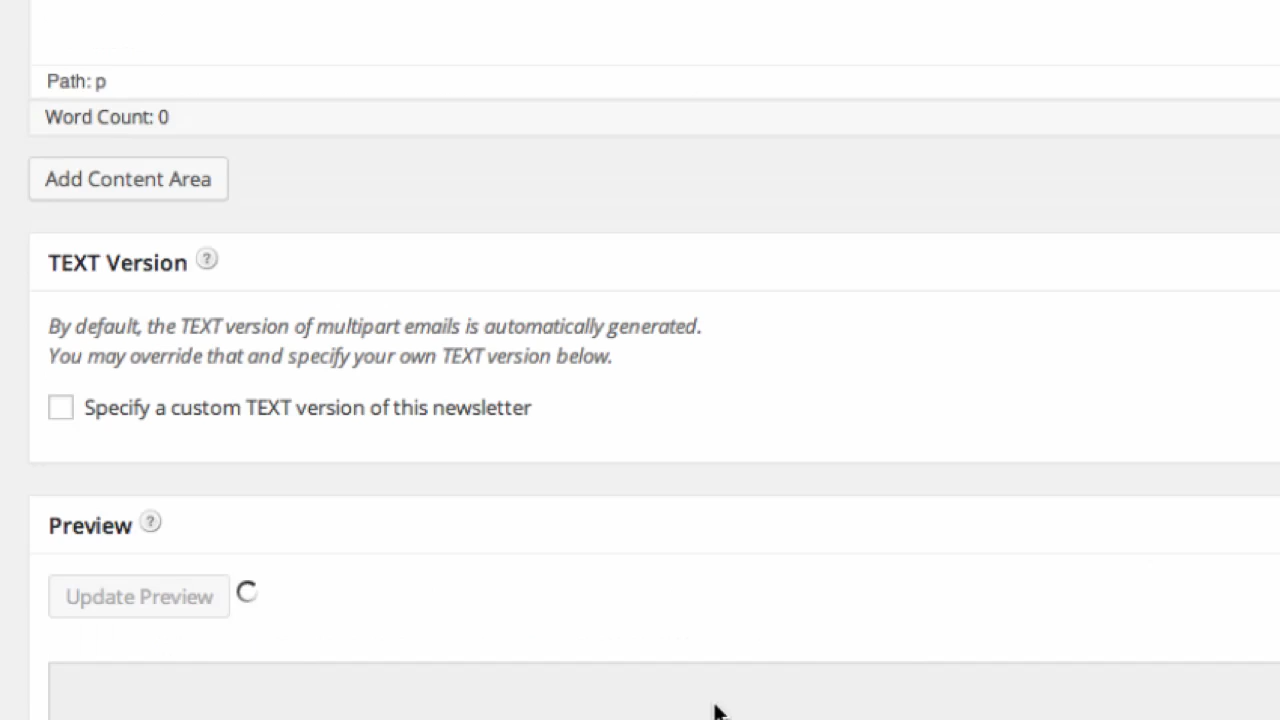 Path: p
Word Count: 0
Add Content Area
TEXT Version ?
By default, the TEXT version of multipart emails is automatically generated.
You may override that and specify your own TEXT version below.
Specify a custom TEXT version of this newsletter
Preview ?
Update Preview